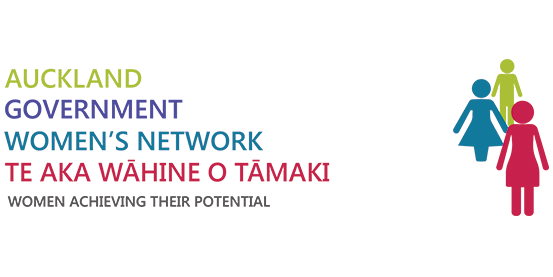 AUCKLAND
GOVERNMENT
WOMEN’S NETWORK
TE AKA WĀHINE O TĀMAKI
WOMEN ACHIEVING THEIR POTENTIAL